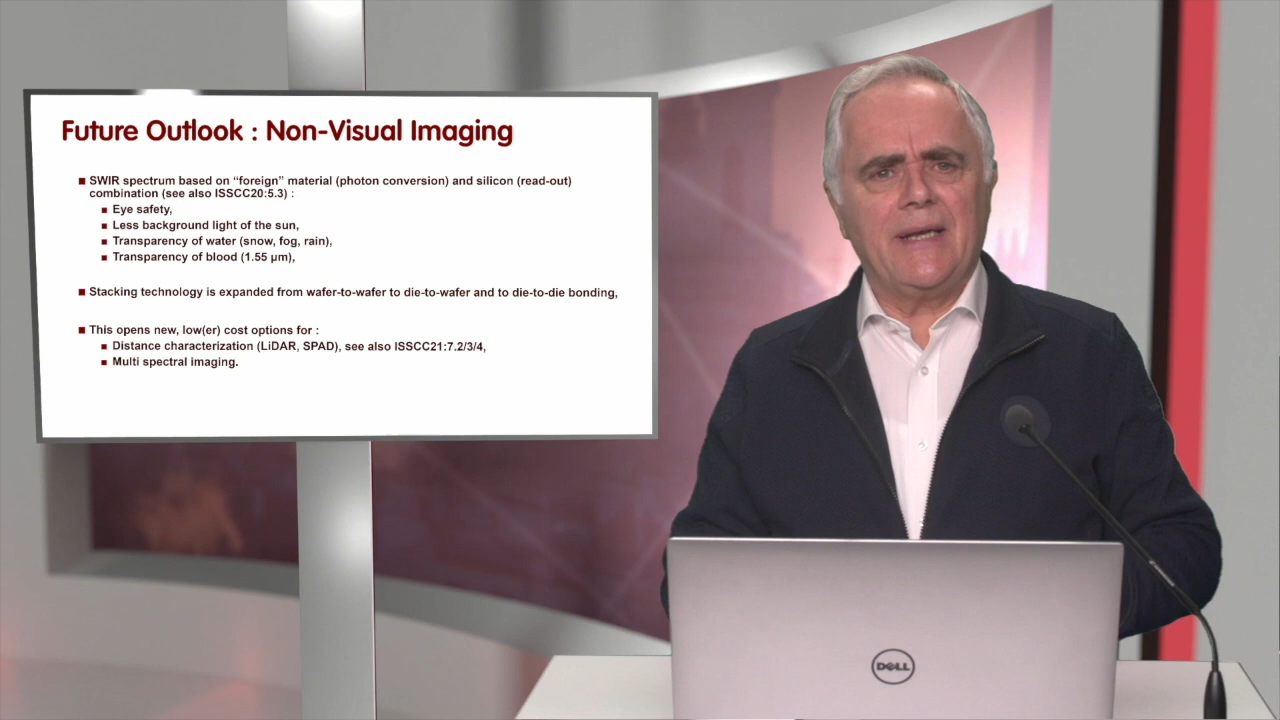 Future Outlook : Non-Visual Imaging
■ SWIR spectrum based on “foreign” material (photon conversion) and silicon (read-out)
combination (see also ISSCC20:5.3) :
■ Eye safety,
■ Less background light of the sun,
■ Transparency of water (snow, fog, rain),
■ Transparency of blood (1.55 µm),
■ Stacking technology is expanded from wafer-to-wafer to die-to-wafer and to die-to-die bonding,
■ This opens new, low(er) cost options for :
■ Distance characterization (LiDAR, SPAD), see also ISSCC21:7.2/3/4,
■ Multi spectral imaging.
DELL